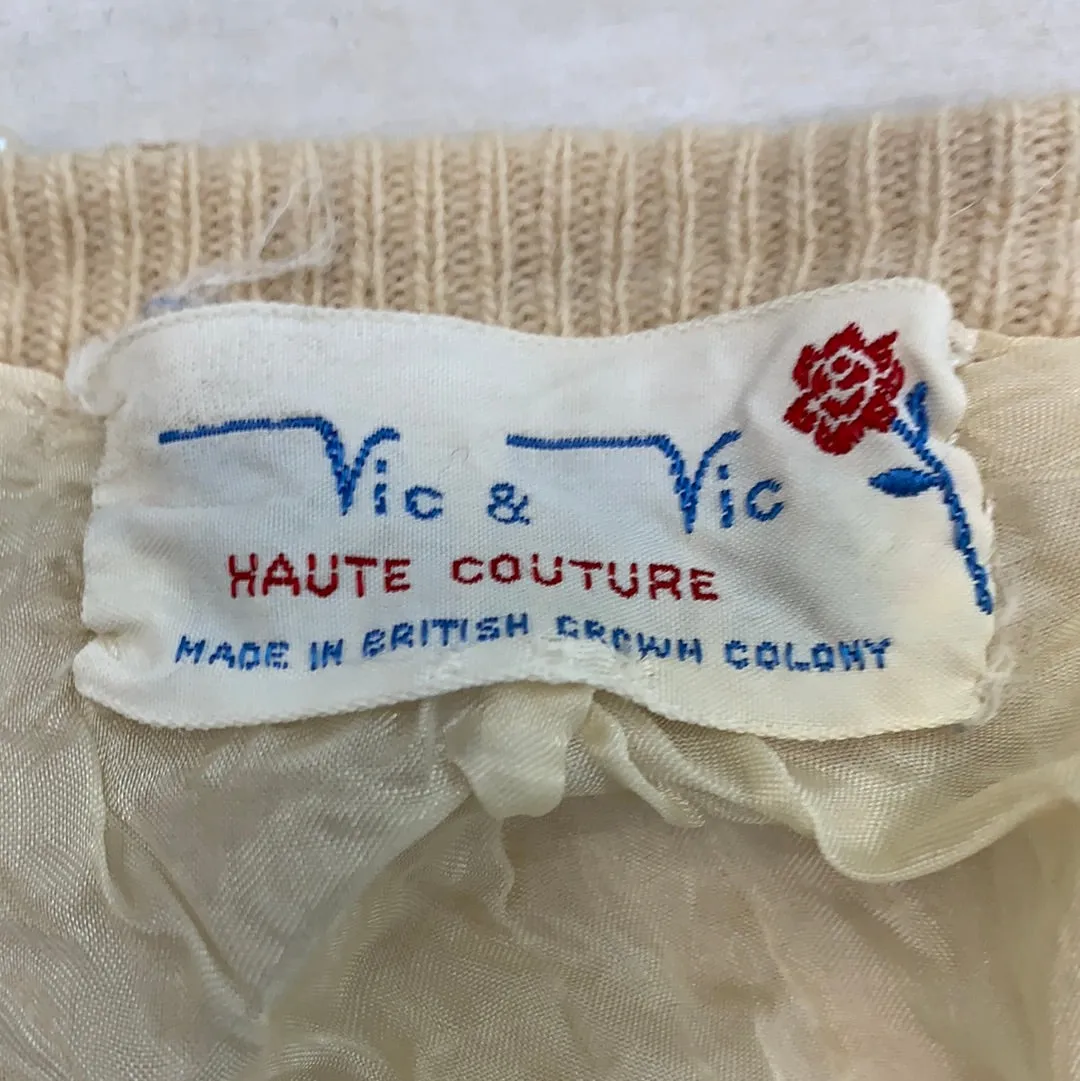 Vic & Vic
HAUTE COUTURE
MADE IN BRITISH CROWN COLONY